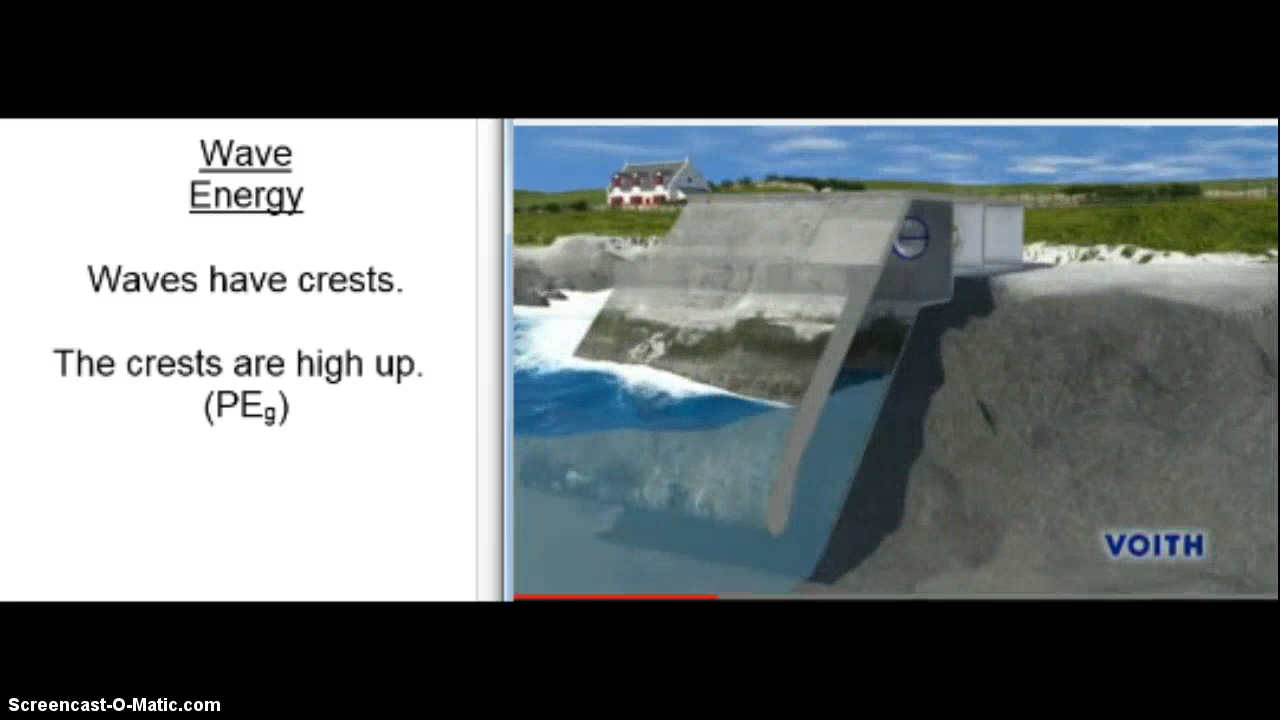 Wave
Energy
Waves have crests.
The crests are high up.
(PEg)
VOITH
Screencast-O-Matic.com